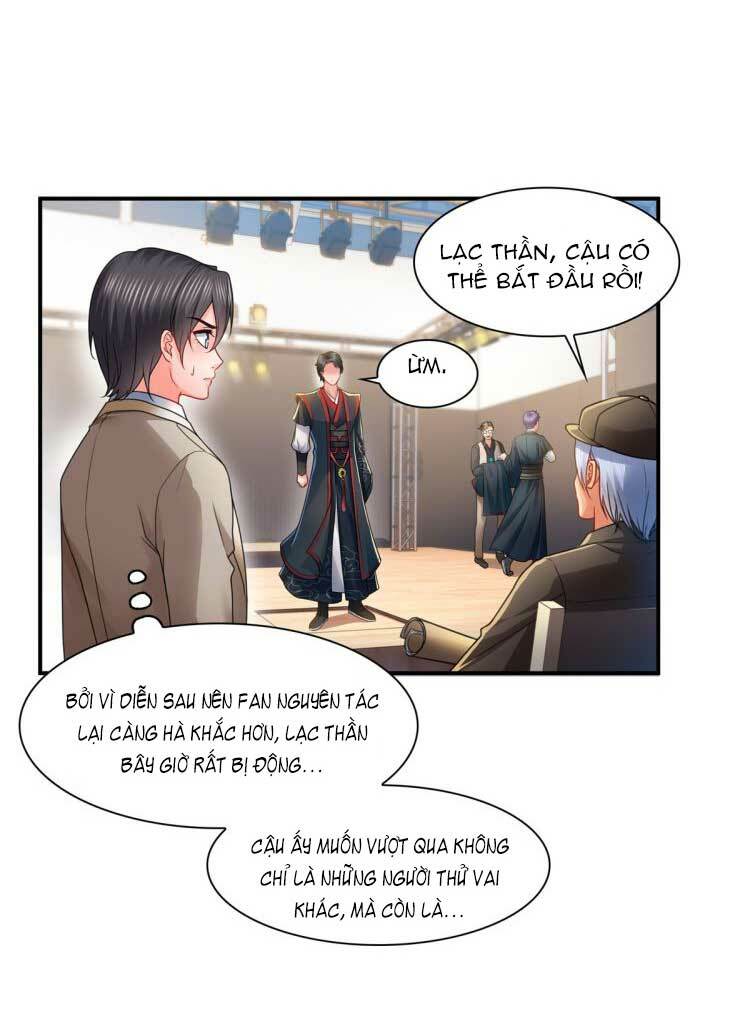 LẠC THẦN, CẬU CÓ
THỂ BẮT ĐẦU RỒI!
ỪM.
BỞI VÌ DIỄN SAU NÊN FAN NGUYÊN TÁC
LẠI CÀNG HÀ KHẮC HƠN, LẠC THẦN
BÂY GIỜ RẤT BỊ ĐỘNG...
CẬU ẤY MUỐN VƯỢT QUA KHÔNG
CHỈ LÀ NHỮNG NGƯỜI THỬ VAI
KHÁC, MÀ CÒN LÀ...